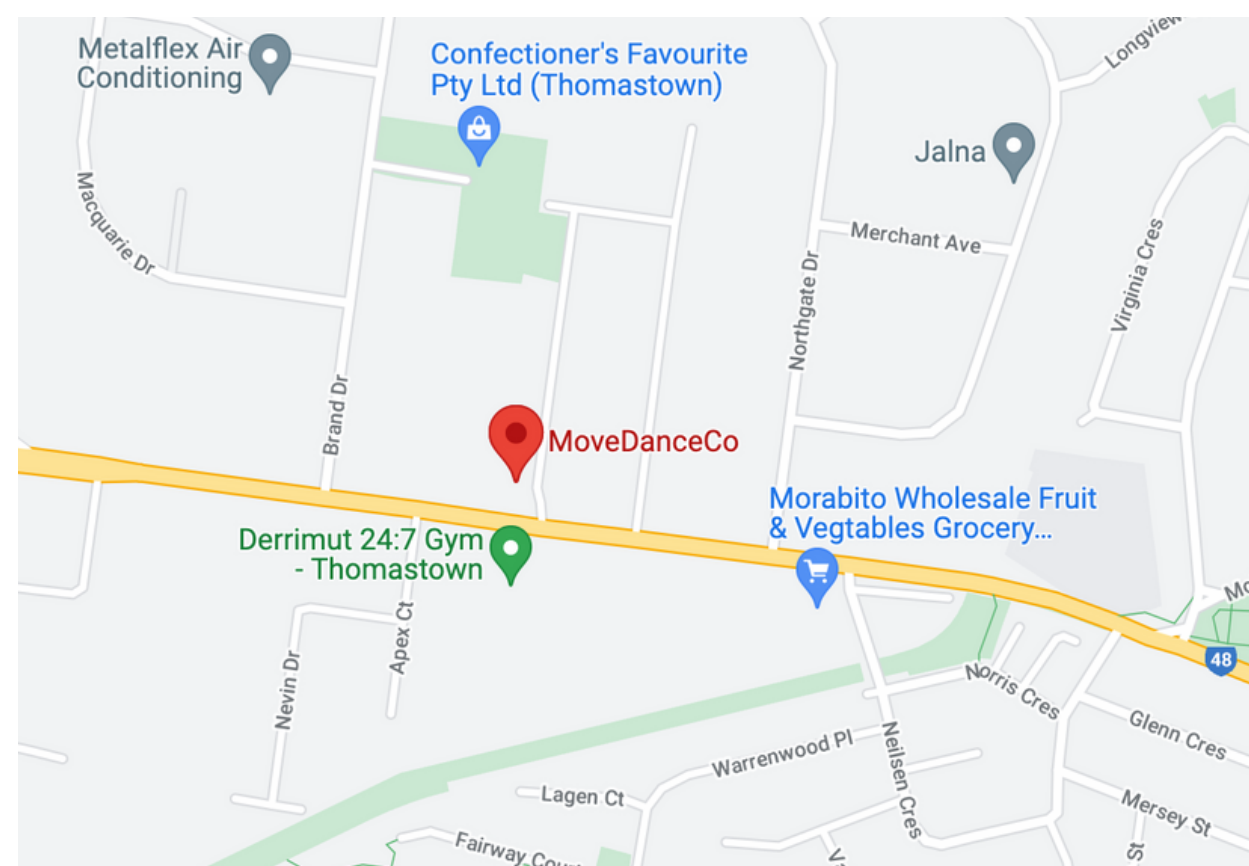 Metalflex Air
Conditioning
Confectioner's Favourite
Pty Ltd (Thomastown)
Longview
Jalna
Macquarie Dr
Merchant Ave
Virginia Cres
Northgate Dr
Brand Dr
MoveDanceCo
Morabito Wholesale Fruit
& Vegtables Grocery...
Derrimut 24:7 Gym
- Thomastown
Apex Ct
Nevin Dr
48
Norris Cres
Glenn Cres
Warrenwood Pl
Neilsen Cres
Lagen Ct
Mersey St
Fairway
St